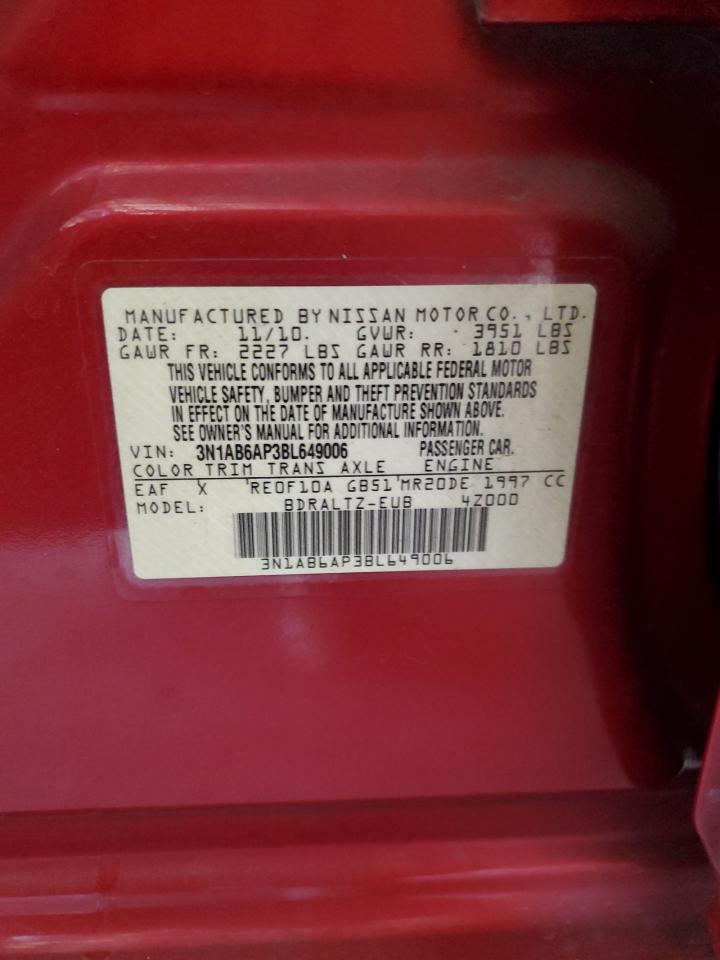 MANUFACTURED BY NISSAN MOTOR CO., LTD.
DATE: 11/10. GVWR: 3951 LBS
GAWR FR: 2227 LBS GAWR RR: 1810 LBS
THIS VEHICLE CONFORMS TO ALL APPLICABLE FEDERAL MOTOR
VEHICLE SAFETY, BUMPER AND THEFT PREVENTION STANDARDS
IN EFFECT ON THE DATE OF MANUFACTURE SHOWN ABOVE.
SEE OWNER'S MANUAL FOR ADDITIONAL INFORMATION.
VIN: 3N1AB6AP3BL649006 PASSENGER CAR.
COLOR TRIM TRANS AXLE ENGINE
EAF X RE0F10A GB51 MR20DE 1997 CC
MODEL: BDRALTZ-EUB 4Z000
3N1AB6AP3BL649006